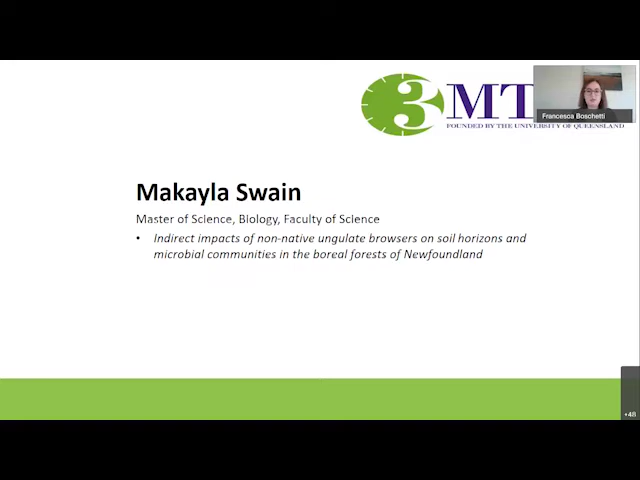 3MT
FOUNDED BY THE UNIVERSITY OF QUEENSLAND
Francesca Boschetti
Makayla Swain
Master of Science, Biology, Faculty of Science
• Indirect impacts of non-native ungulate browsers on soil horizons and
microbial communities in the boreal forests of Newfoundland
+48